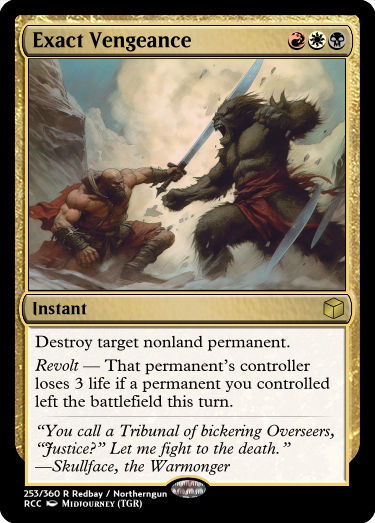 Exact Vengeance
Instant
Destroy target nonland permanent.
Revolt — That permanent's controller
loses 3 life if a permanent you controlled
left the battlefield this turn.
"You call a Tribunal of bickering Overseers,
"Justice?" Let me fight to the death."
—Skullface, the Warmonger
253/360 R Redbay / Northerngun
RCC Midjourney (TGR)